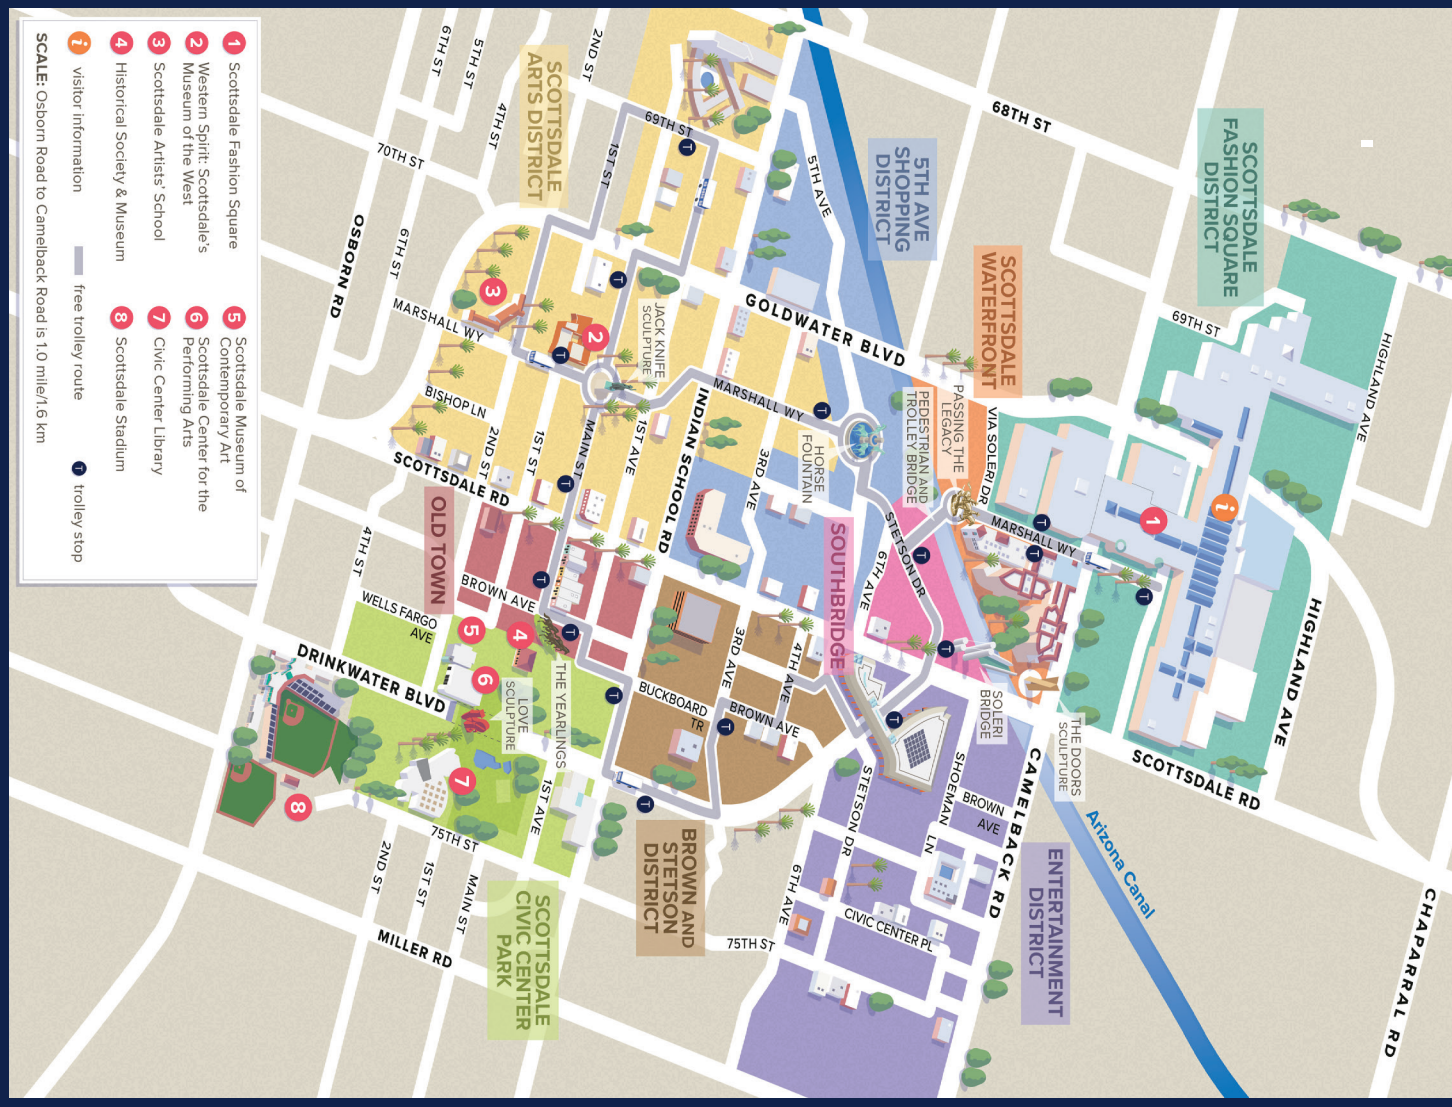 1 Scottsdale Fashion Square
2 Western Spirit: Scottsdale's
Museum of the West
3 Scottsdale Artists' School
4 Historical Society & Museum
5 Scottsdale Museum of
Contemporary Art
6 Scottsdale Center for the
Performing Arts
7 Civic Center Library
8 Scottsdale Stadium
i visitor information
free trolley route
T trolley stop
SCALE: Osborn Road to Camelback Road is 1.0 mile/1.6 km
SCOTTSDALE
FASHION SQUARE
DISTRICT
68TH ST
69TH ST
HIGHLAND AVE
HIGHLAND AVE
CHAPARRAL RD
SCOTTSDALE RD
1
i
MARSHALL WY
T
T
T
VIA SOLERI DR
SCOTTSDALE
WATERFRONT
PASSING THE
LEGACY
PEDESTRIAN AND
TROLLEY BRIDGE
SOLERI
BRIDGE
THE DOORS
SCULPTURE
CAMELBACK RD
Arizona Canal
5TH AVE
SHOPPING
DISTRICT
5TH AVE
GOLDWATER BLVD
HORSE
FOUNTAIN
T
MARSHALL WY
STETSON DR
6TH AVE
T
T
SOUTHBRIDGE
ENTERTAINMENT
DISTRICT
T
SHOEMAN
LN
BROWN
AVE
STETSON DR
6TH AVE
CIVIC CENTER PL
75TH ST
INDIAN SCHOOL RD
3RD AVE
3RD AVE
4TH AVE
BROWN AVE
T
BUCKBOARD
TR
BROWN AND
STETSON
DISTRICT
T
T
SCOTTSDALE
ARTS DISTRICT
69TH ST
T
1ST ST
2ND ST
4TH ST
5TH ST
6TH ST
70TH ST
6TH ST
OSBORN RD
T
JACK KNIFE
SCULPTURE
2
3
T
MARSHALL WY
BISHOP LN
2ND ST
1ST ST
MAIN ST
1ST AVE
SCOTTSDALE RD
T
OLD TOWN
T
T
BROWN AVE
4TH ST
WELLS FARGO
AVE
THE YEARLINGS
4
5
6
LOVE
SCULPTURE
7
8
DRINKWATER BLVD
1ST AVE
75TH ST
2ND ST
1ST ST
MAIN ST
MILLER RD
SCOTTSDALE
CIVIC CENTER
PARK